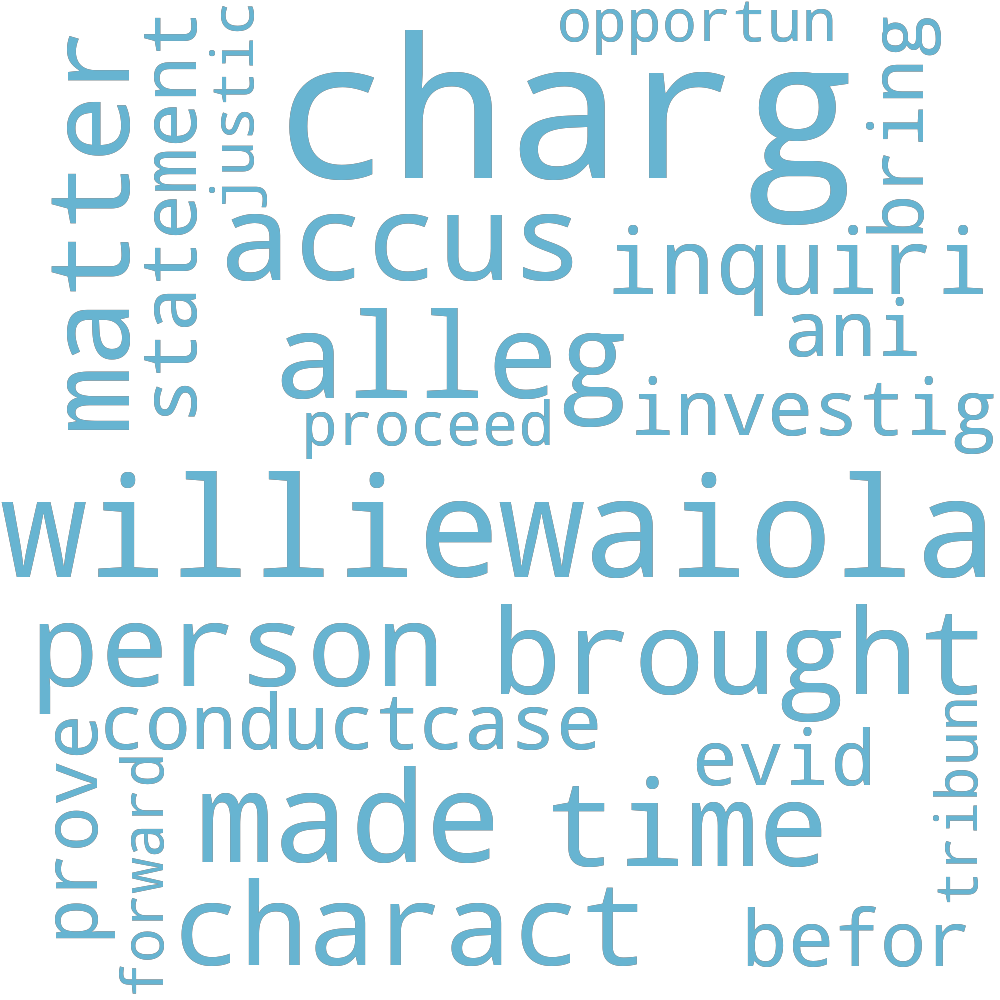 opportun
charg
matter
statement
justic
bring
accus
inquiri
ani
alleg
investig
proceed
williewaiola
person
brought
conductcase
evid
prove
forward
made
time
tribun
charact
befor